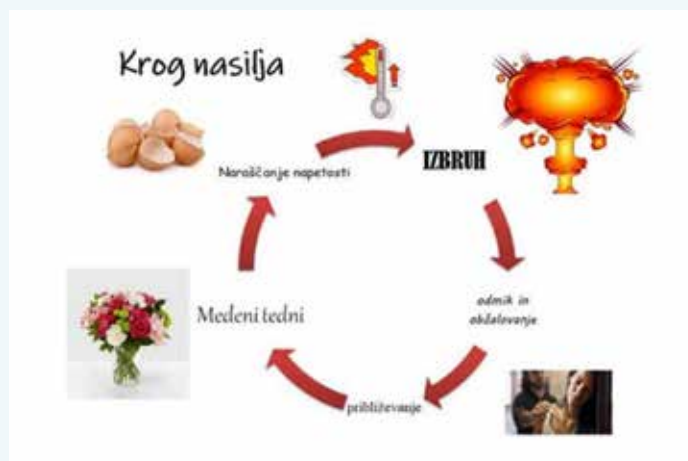 Krog nasilja
Naraščanje napetosti
IZBRUH
odmik in
obžalovanje
približevanje
Medeni tedni